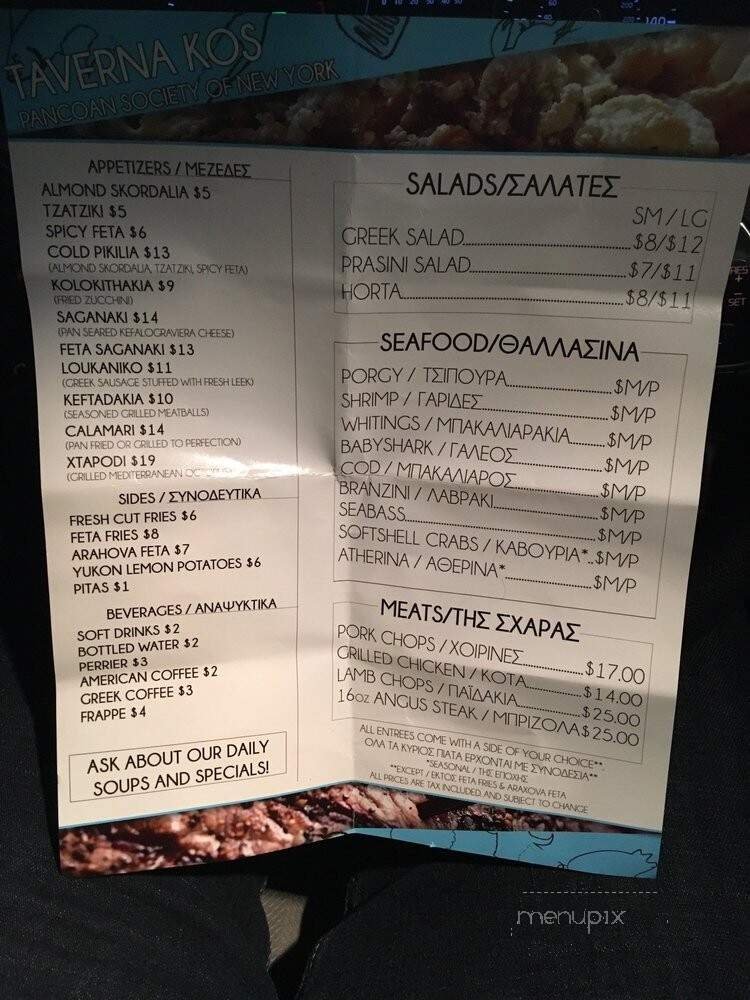 TAVERNA KOS
PANCOAN SOCIETY OF NEW YORK
APPETIZERS / ΜΕΖΕΔΕΣ
ALMOND SKORDALIA $5
TZATZIKI $5
SPICY FETA $6
COLD PIKILIA $13
(ALMOND SKORDALIA, TZATZIKI, SPICY FETA)
KOLOKITHAKIA $9
(FRIED ZUCCHINI)
SAGANAKI $14
(PAN SEARED KEFALOGRAVIERA CHEESE)
FETA SAGANAKI $13
LOUKANIKO $11
(GREEK SAUSAGE STUFFED WITH FRESH LEEK)
KEFTADAKIA $10
(SEASONED GRILLED MEATBALLS)
CALAMARI $14
(PAN FRIED OR GRILLED TO PERFECTION)
XTAPODI $19
(GRILLED MEDITERRANEAN
SIDES / ΣΥΝΟΔΕΥΤΙΚΑ
FRESH CUT FRIES $6
FETA FRIES $8
ARAHOVA FETA $7
YUKON LEMON POTATOES $6
PITAS $1
BEVERAGES / ΑΝΑΨΥΚΤΙΚΑ
SOFT DRINKS $2
BOTTLED WATER $2
PERRIER $3
AMERICAN COFFEE $2
GREEK COFFEE $3
FRAPPE $4
ASK ABOUT OUR DAILY
SOUPS AND SPECIALS!
SALADS/ΣΑΛΑΤΕΣ
SM / LG
GREEK SALAD $8/$12
PRASINI SALAD $7/$11
HORTA $8/$11
SEAFOOD/ΘΑΛΛΑΣΙΝΑ
PORGY / ΤΣΙΠΟΥΡΑ $M/P
SHRIMP / ΓΑΡΙΔΕΣ $M/P
WHITINGS / ΜΠΑΚΑΛΙΑΡΑΚΙΑ $M/P
BABYSHARK / ΓΑΛΕΟΣ $M/P
COD / ΜΠΑΚΑΛΙΑΡΟΣ $M/P
BRANZINI / ΛΑΒΡΑΚΙ $M/P
SEABASS $M/P
SOFTSHELL CRABS / ΚΑΒΟΥΡΙΑ* $M/P
ATHERINA / ΑΘΕΡΙΝΑ* $M/P
MEATS/ΤΗΣ ΣΧΑΡΑΣ
PORK CHOPS / ΧΟΙΡΙΝΕΣ $17.00
GRILLED CHICKEN / ΚΟΤΑ $14.00
LAMB CHOPS / ΠΑΪΔΑΚΙΑ $25.00
16oz ANGUS STEAK / ΜΠΡΙΖΟΛΑ $25.00
ALL ENTREES COME WITH A SIDE OF YOUR CHOICE**
ΟΛΑ ΤΑ ΚΥΡΙΟΣ ΠΙΑΤΑ ΕΡΧΟΝΤΑΙ ΜΕ ΣΥΝΟΔΕΣΙΑ**
*SEASONAL / ΤΗΣ ΕΠΟΧΗΣ
**EXCEPT / ΕΚΤΟΣ FETA FRIES & ARAXOVA FETA
ALL PRICES ARE TAX INCLUDED AND SUBJECT TO CHANGE
menupix